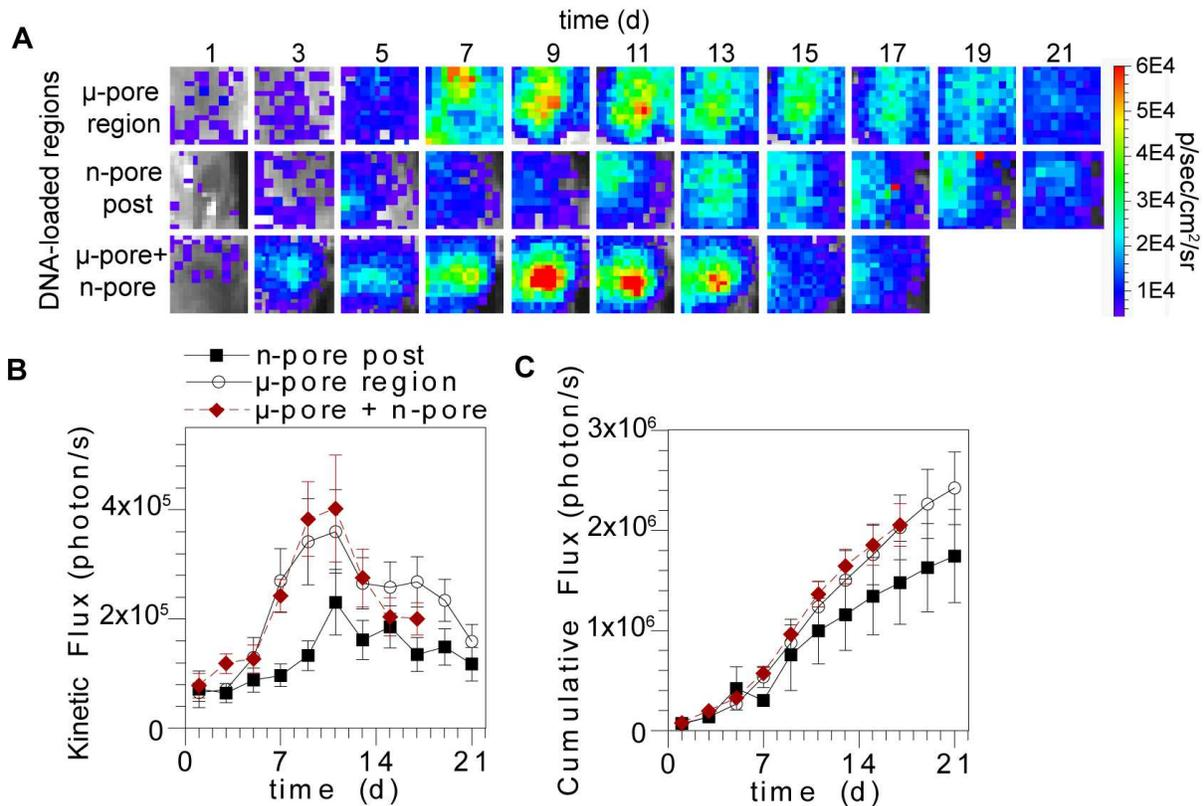 A
time (d)
1 3 5 7 9 11 13 15 17 19 21
DNA-loaded regions
μ-pore
region
n-pore
post
μ-pore+
n-pore
6E4
5E4
4E4
3E4
2E4
1E4
p/sec/cm²/sr
B
n-pore post
μ-pore region
μ-pore + n-pore
Kinetic Flux (photon/s)
4x10⁵
2x10⁵
0
0 7 14 21
time (d)
C
Cumulative Flux (photon/s)
3x10⁶
2x10⁶
1x10⁶
0
0 7 14 21
time (d)